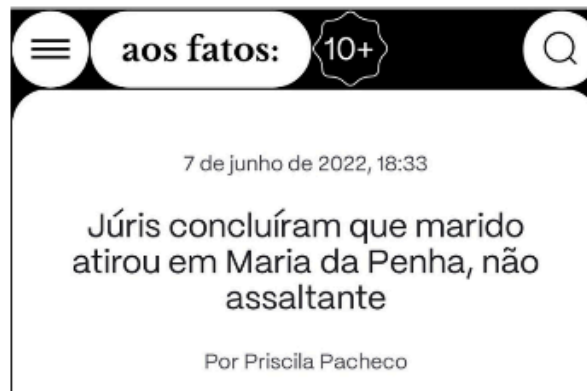 aos fatos: 10+
7 de junho de 2022, 18:33
Júris concluíram que marido
atirou em Maria da Penha, não
assaltante
Por Priscila Pacheco